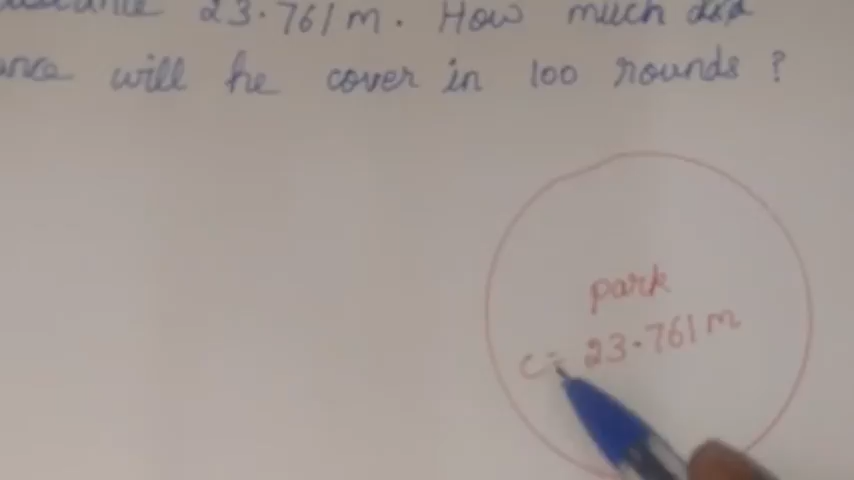 23.761 m. How much
will he cover in 100 rounds ?
park
C = 23.761 m